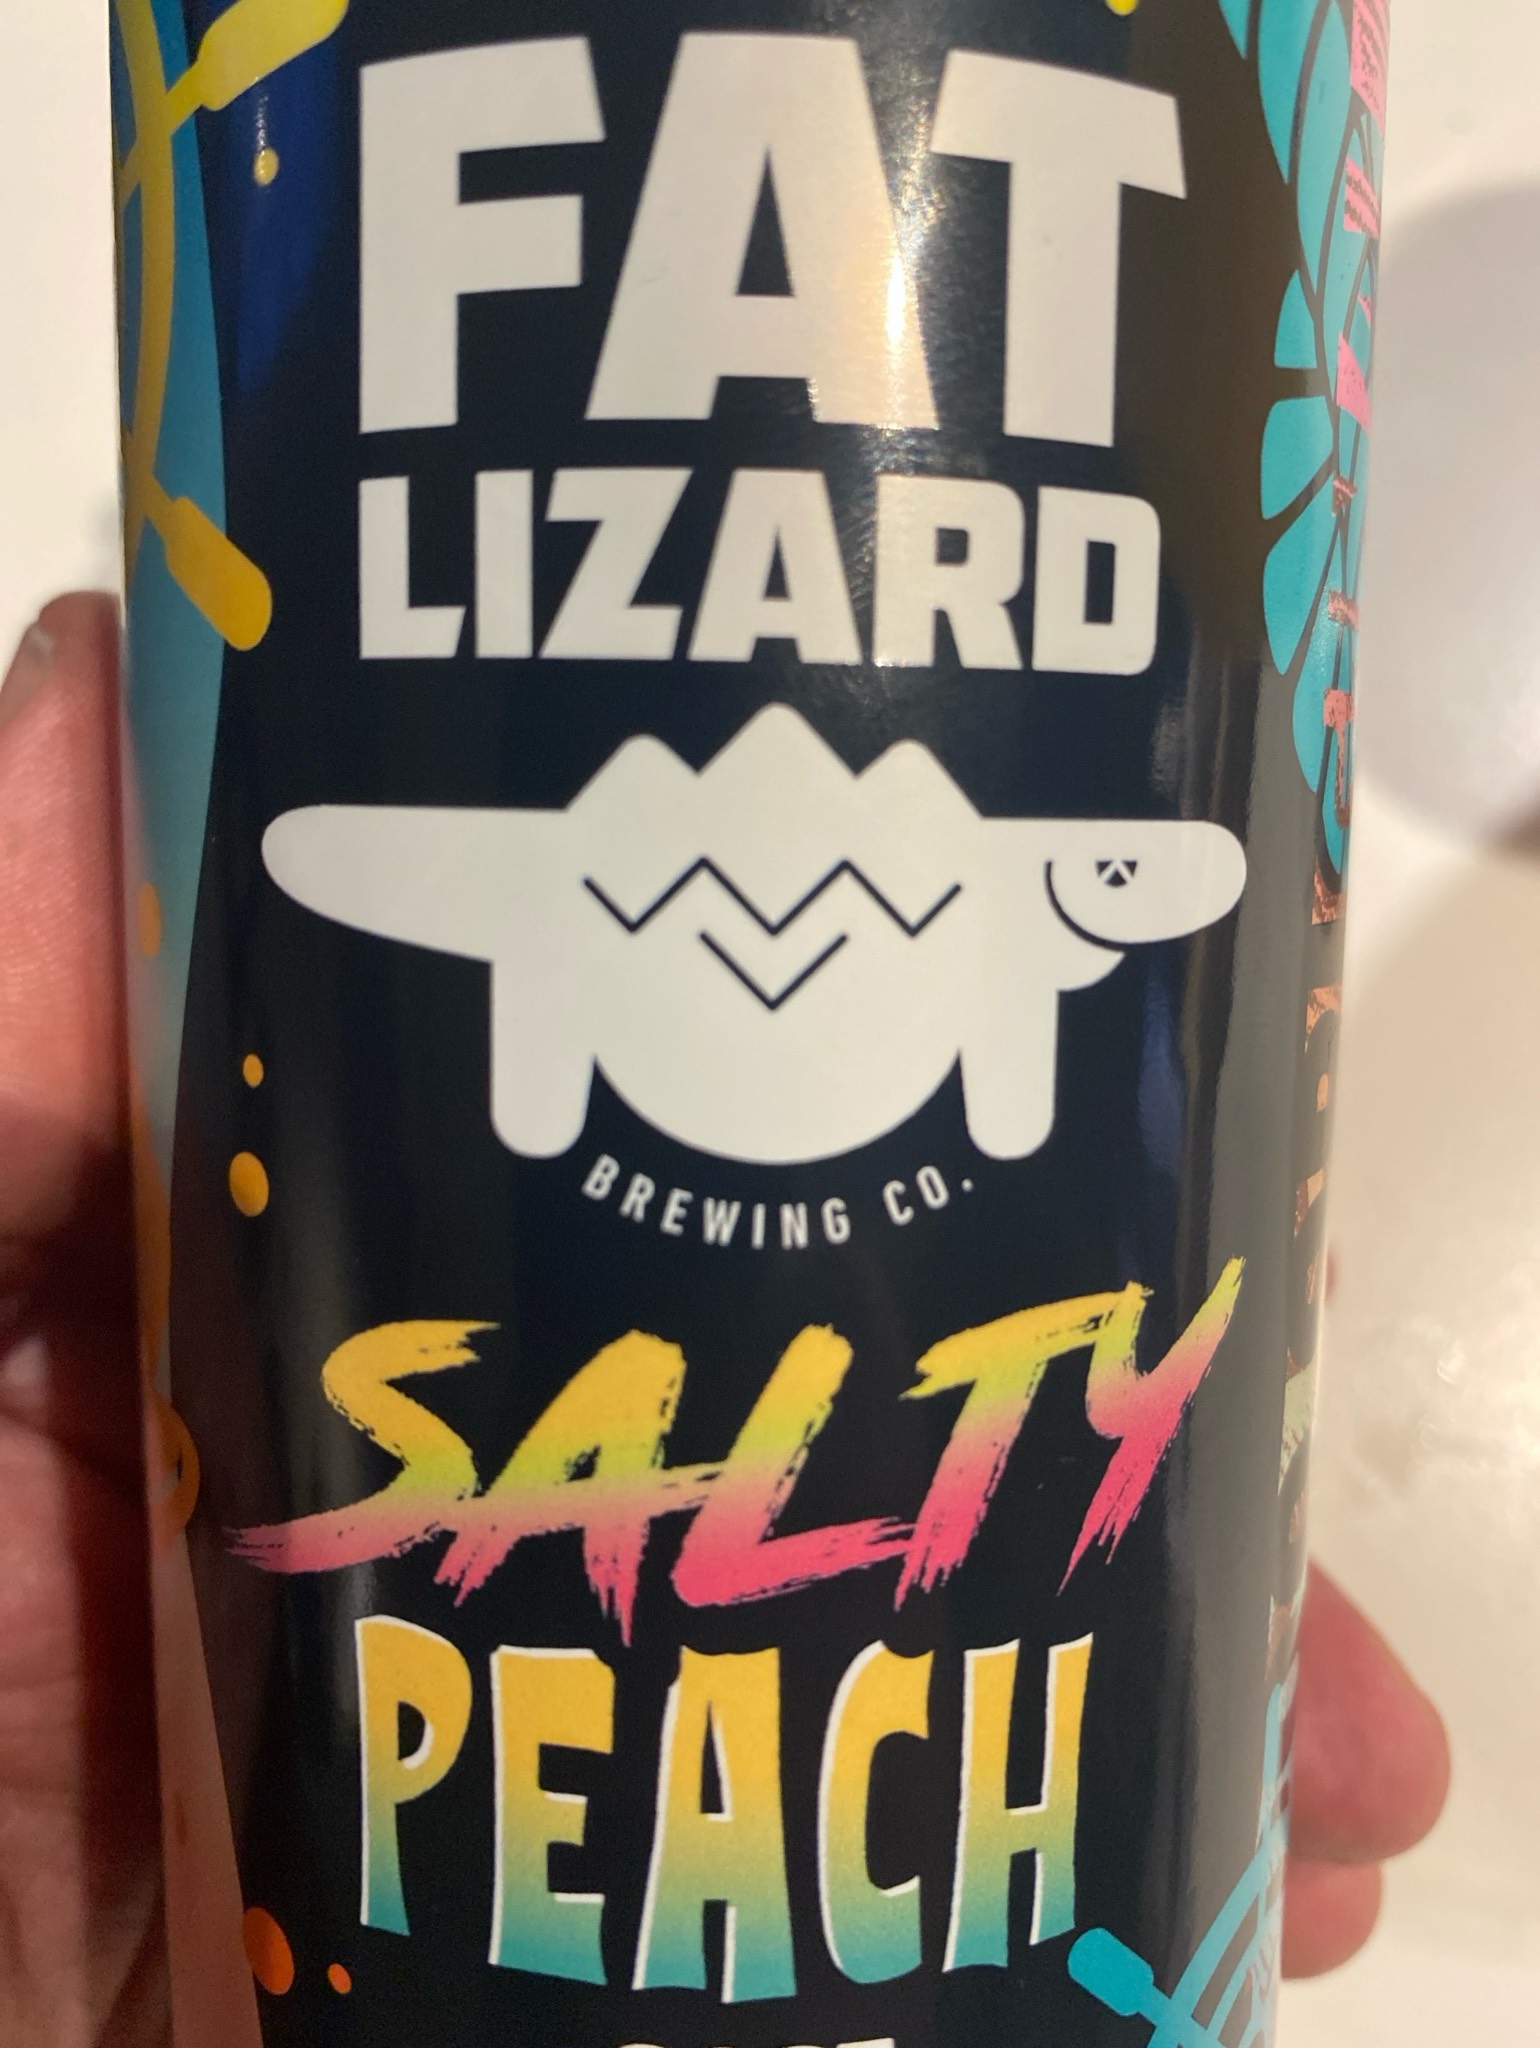 FAT
LIZARD
BREWING CO.
SALTY
PEACH